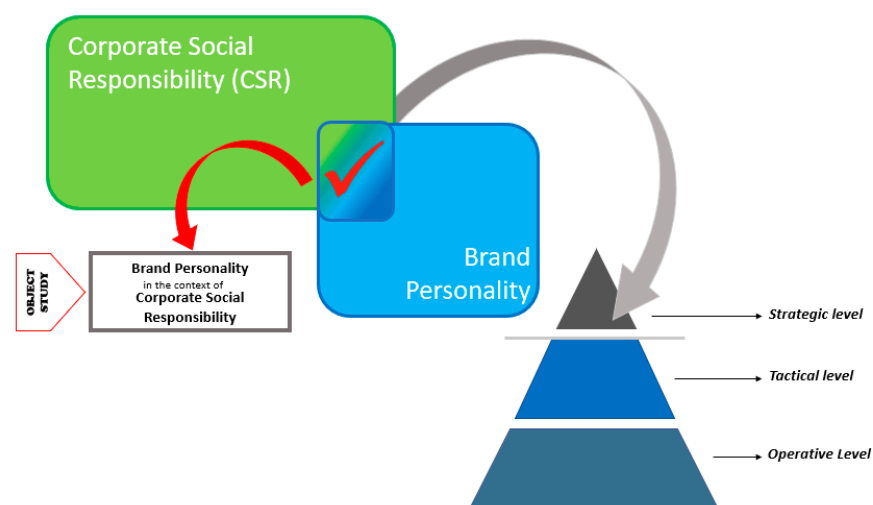 Corporate Social
Responsibility (CSR)
Brand
Personality
OBJECT
STUDY
Brand Personality
in the context of
Corporate Social
Responsibility
Strategic level
Tactical level
Operative Level